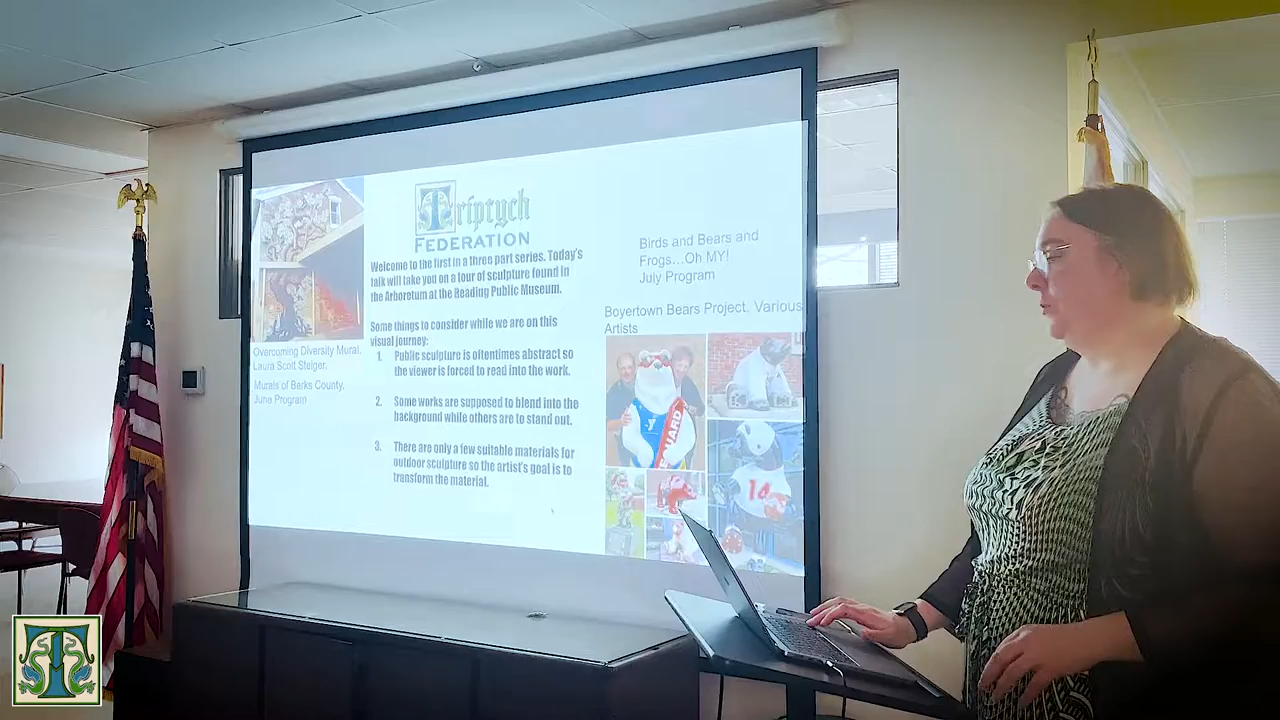 Triptych
FEDERATION
Welcome to the first in a three part series. Today's
talk will take you on a tour of sculpture found in
the Arboretum at the Reading Public Museum.
Some things to consider while we are on this
visual journey:
1. Public sculpture is oftentimes abstract so
the viewer is forced to read into the work.
2. Some works are supposed to blend into the
background while others are to stand out.
3. There are only a few suitable materials for
outdoor sculpture so the artist's goal is to
transform the material.
Overcoming Diversity Mural.
Laura Scott Steiger.
Murals of Berks County.
June Program
Birds and Bears and
Frogs…Oh MY!
July Program
Boyertown Bears Project. Various
Artists
14
T